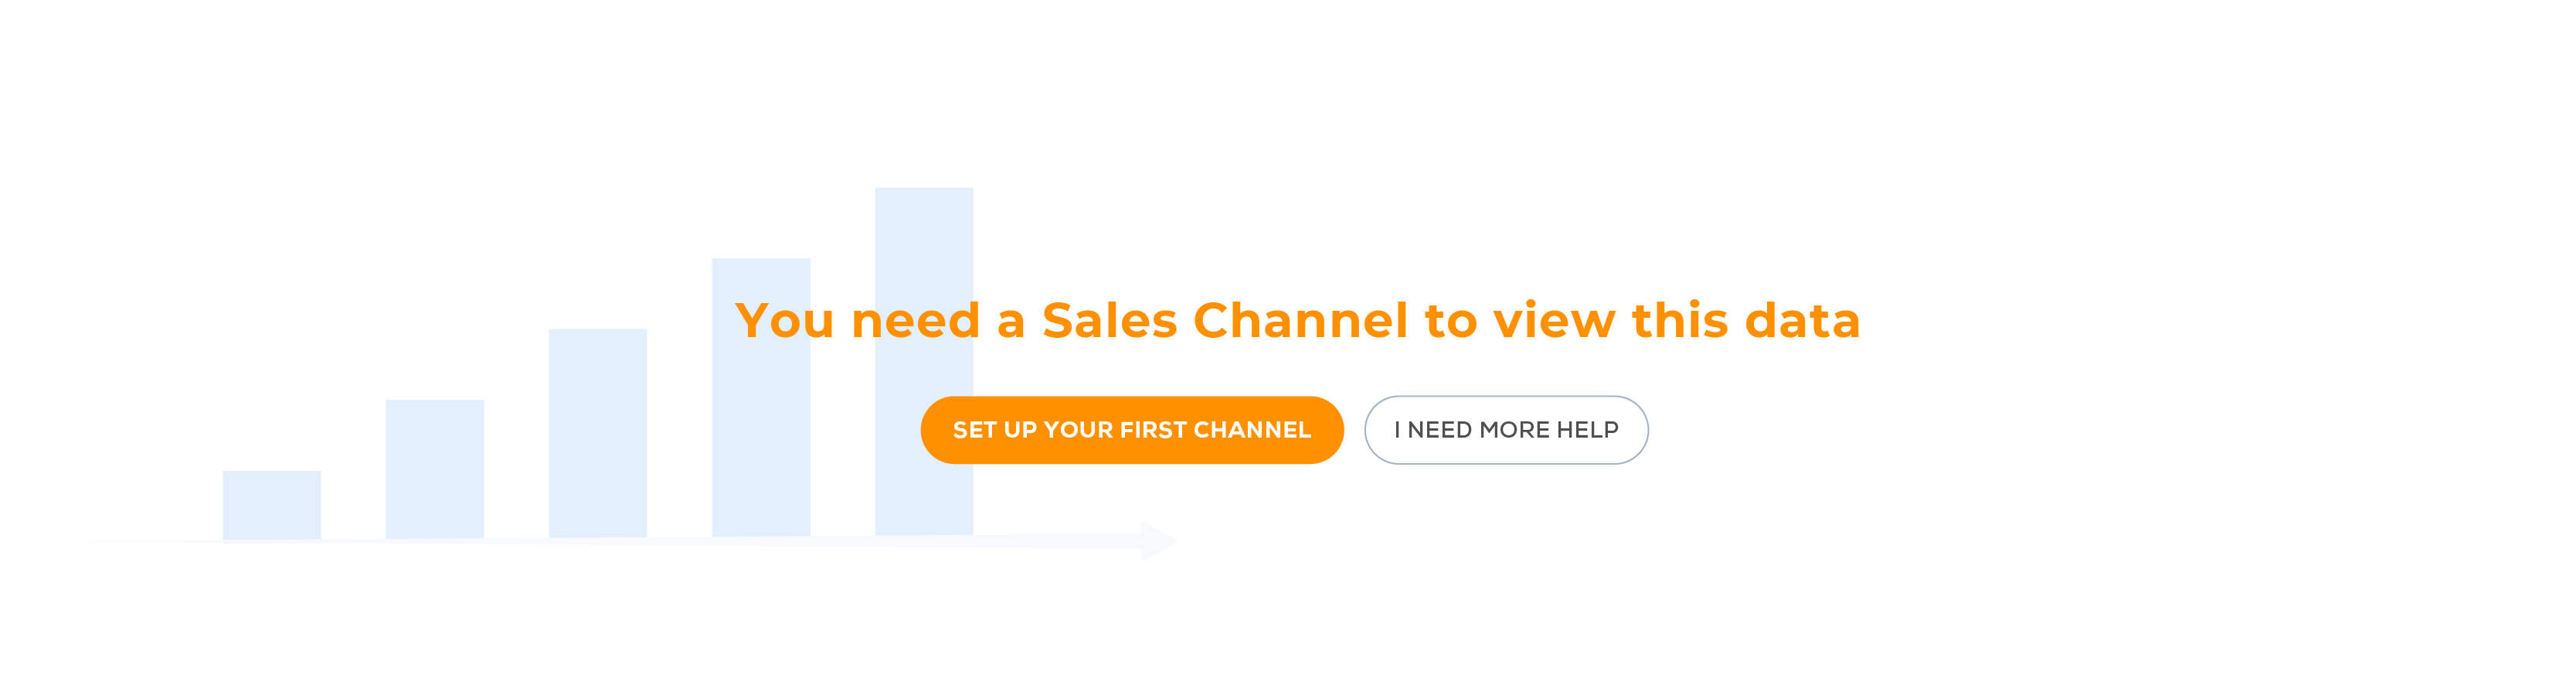 You need a Sales Channel to view this data
SET UP YOUR FIRST CHANNEL
I NEED MORE HELP